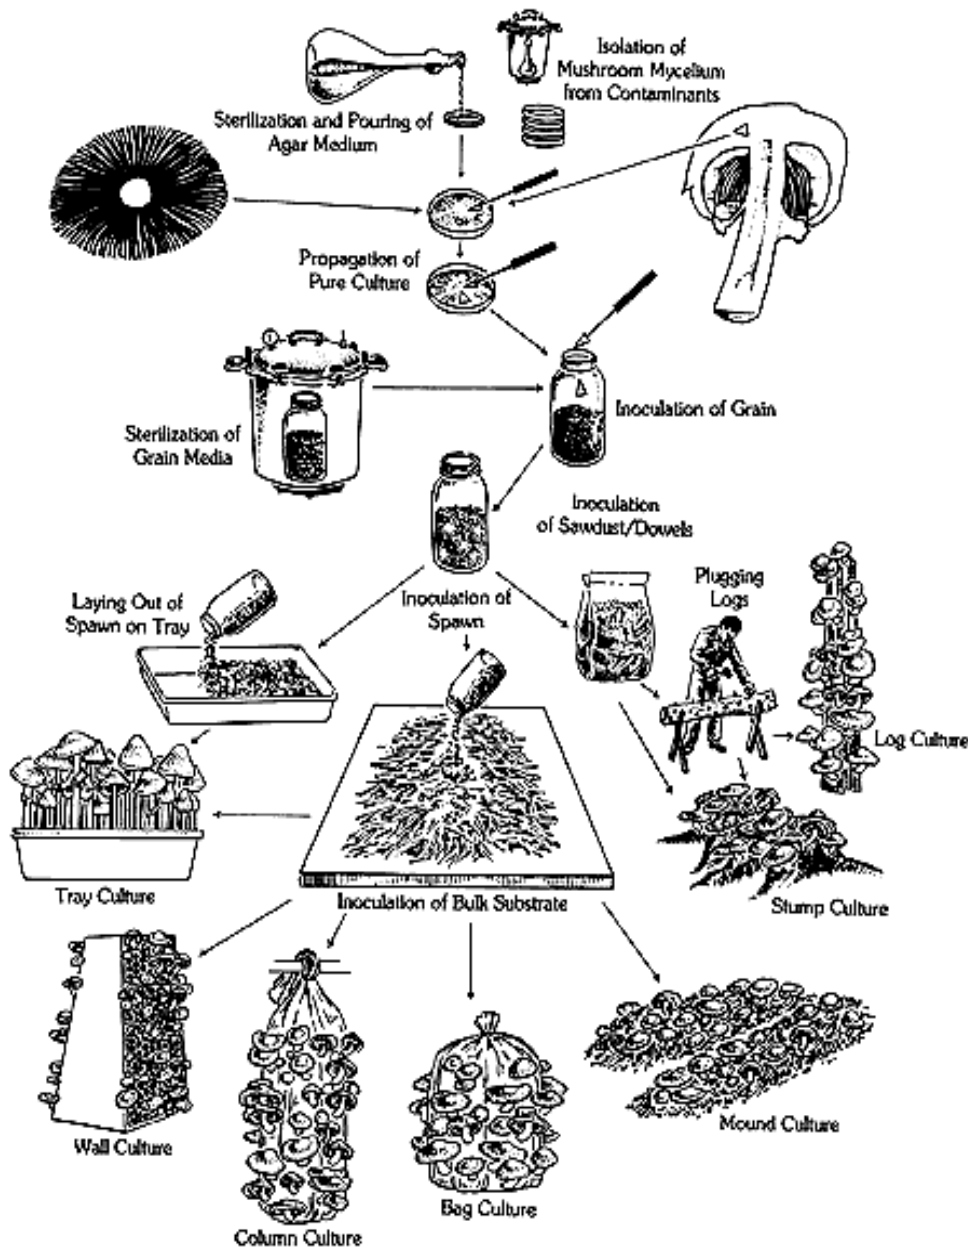 Isolation of
Mushroom Mycelium
from Contaminants
Sterilization and Pouring of
Agar Medium
Propagation of
Pure Culture
Inoculation of Grain
Sterilization of
Grain Media
Inoculation
of Sawdust/Dowels
Plugging
Logs
Laying Out of
Spawn on Tray
Inoculation of
Spawn
Log Culture
Tray Culture
Inoculation of Bulk Substrate
Stump Culture
Mound Culture
Wall Culture
Bag Culture
Column Culture